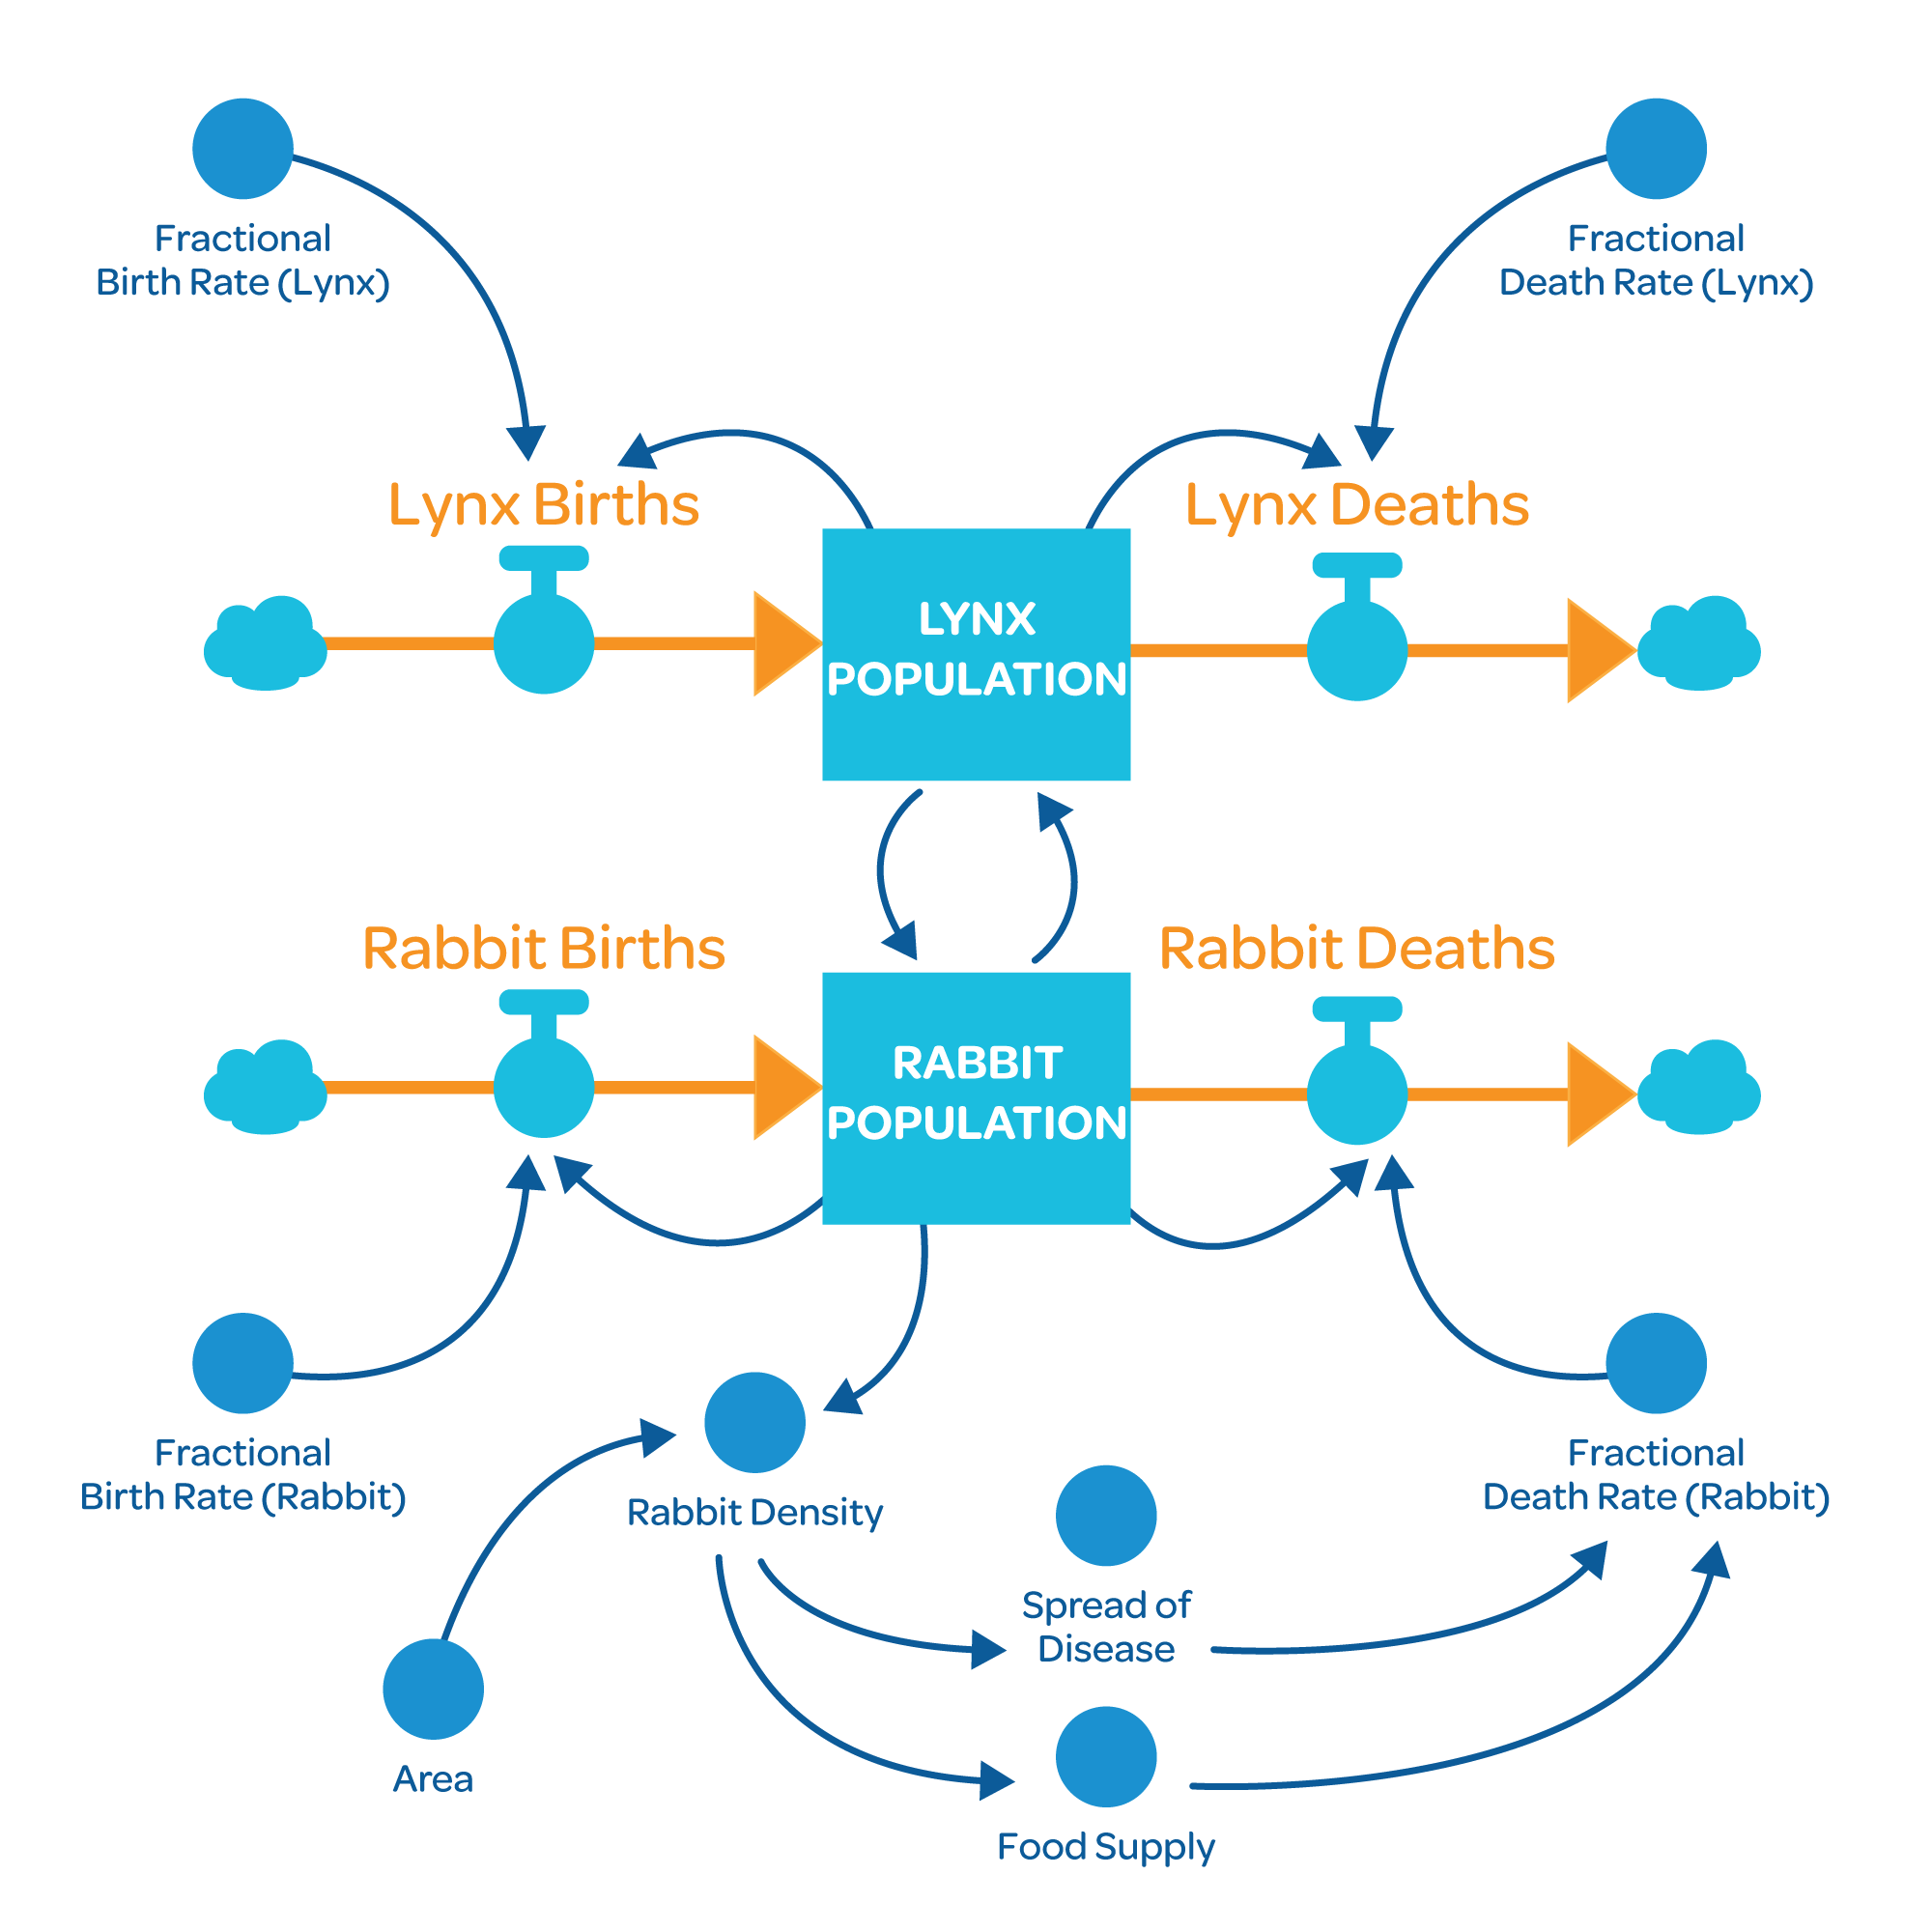 Fractional
Birth Rate (Lynx)
Fractional
Death Rate (Lynx)
Lynx Births
Lynx Deaths
LYNX
POPULATION
Rabbit Births
Rabbit Deaths
RABBIT
POPULATION
Fractional
Birth Rate (Rabbit)
Rabbit Density
Fractional
Death Rate (Rabbit)
Spread of
Disease
Area
Food Supply